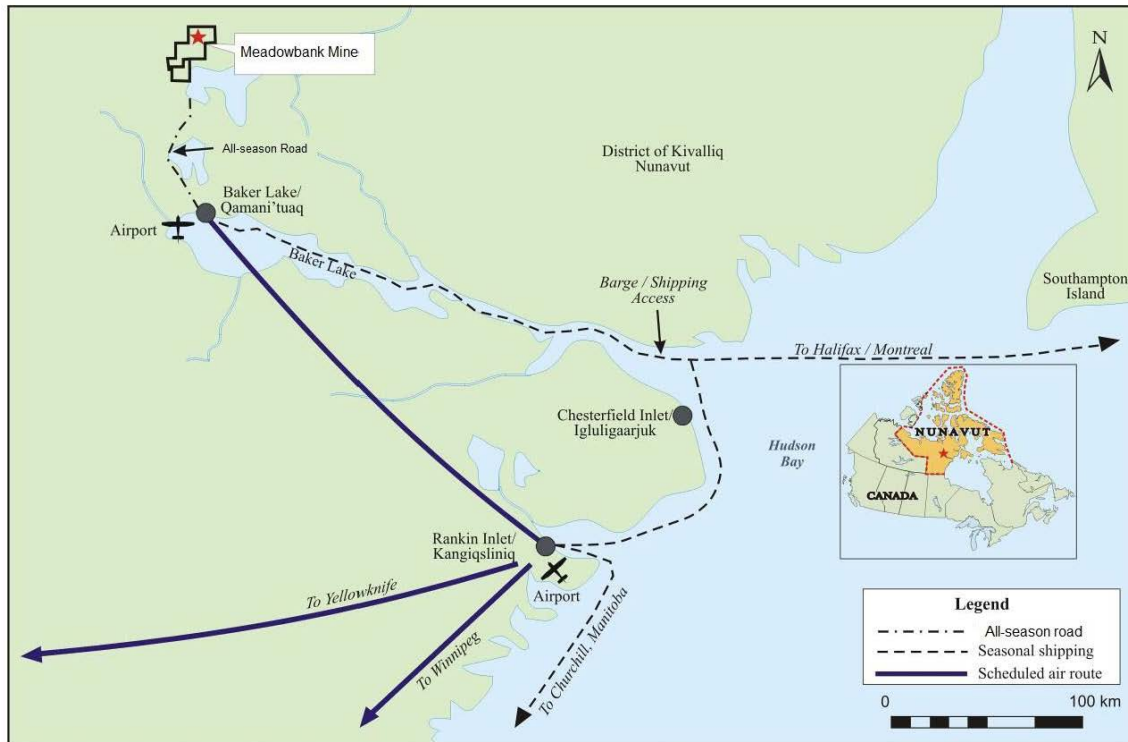 Meadowbank Mine
N
All-season Road
District of Kivalliq
Nunavut
Baker Lake/
Qamani'tuaq
Airport
Baker Lake
Southampton
Island
Barge / Shipping
Access
To Halifax / Montreal
Chesterfield Inlet/
Igluligaarjuk
Hudson
Bay
NUNAVUT
CANADA
Rankin Inlet/
Kangiqsliniq
Airport
To Yellowknife
To Winnipeg
To Churchill, Manitoba
Legend
All-season road
Seasonal shipping
Scheduled air route
0 100 km